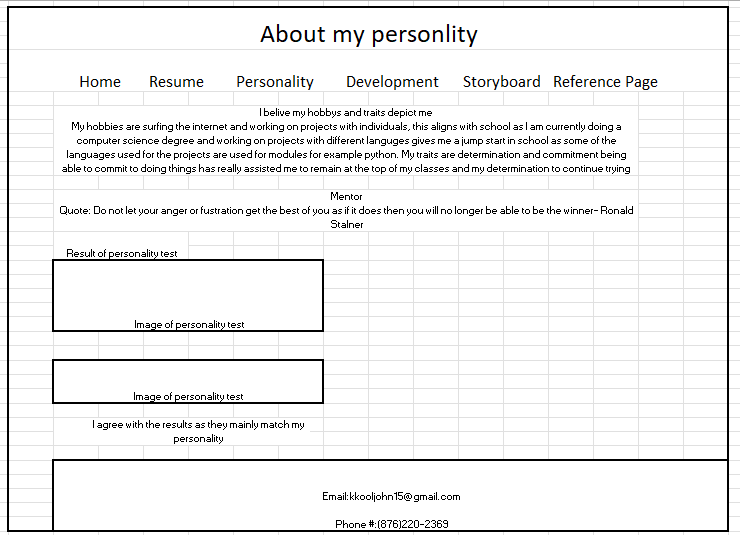 About my personlity
Home Resume Personality Development Storyboard Reference Page
I belive my hobbys and traits depict me
My hobbies are surfing the internet and working on projects with individuals, this aligns with school as I am currently doing a
computer science degree and working on projects with different languges gives me a jump start in school as some of the
languages used for the projects are used for modules for example python. My traits are determination and commitment being
able to commit to doing things has really assisted me to remain at the top of my classes and my determination to continue trying
Mentor
Quote: Do not let your anger or fustration get the best of you as if it does then you will no longer be able to be the winner- Ronald
Stalner
Result of personality test
Image of personality test
Image of personality test
I agree with the results as they mainly match my
personality
Email:kkooljohn15@gmail.com
Phone #:(876)220-2369